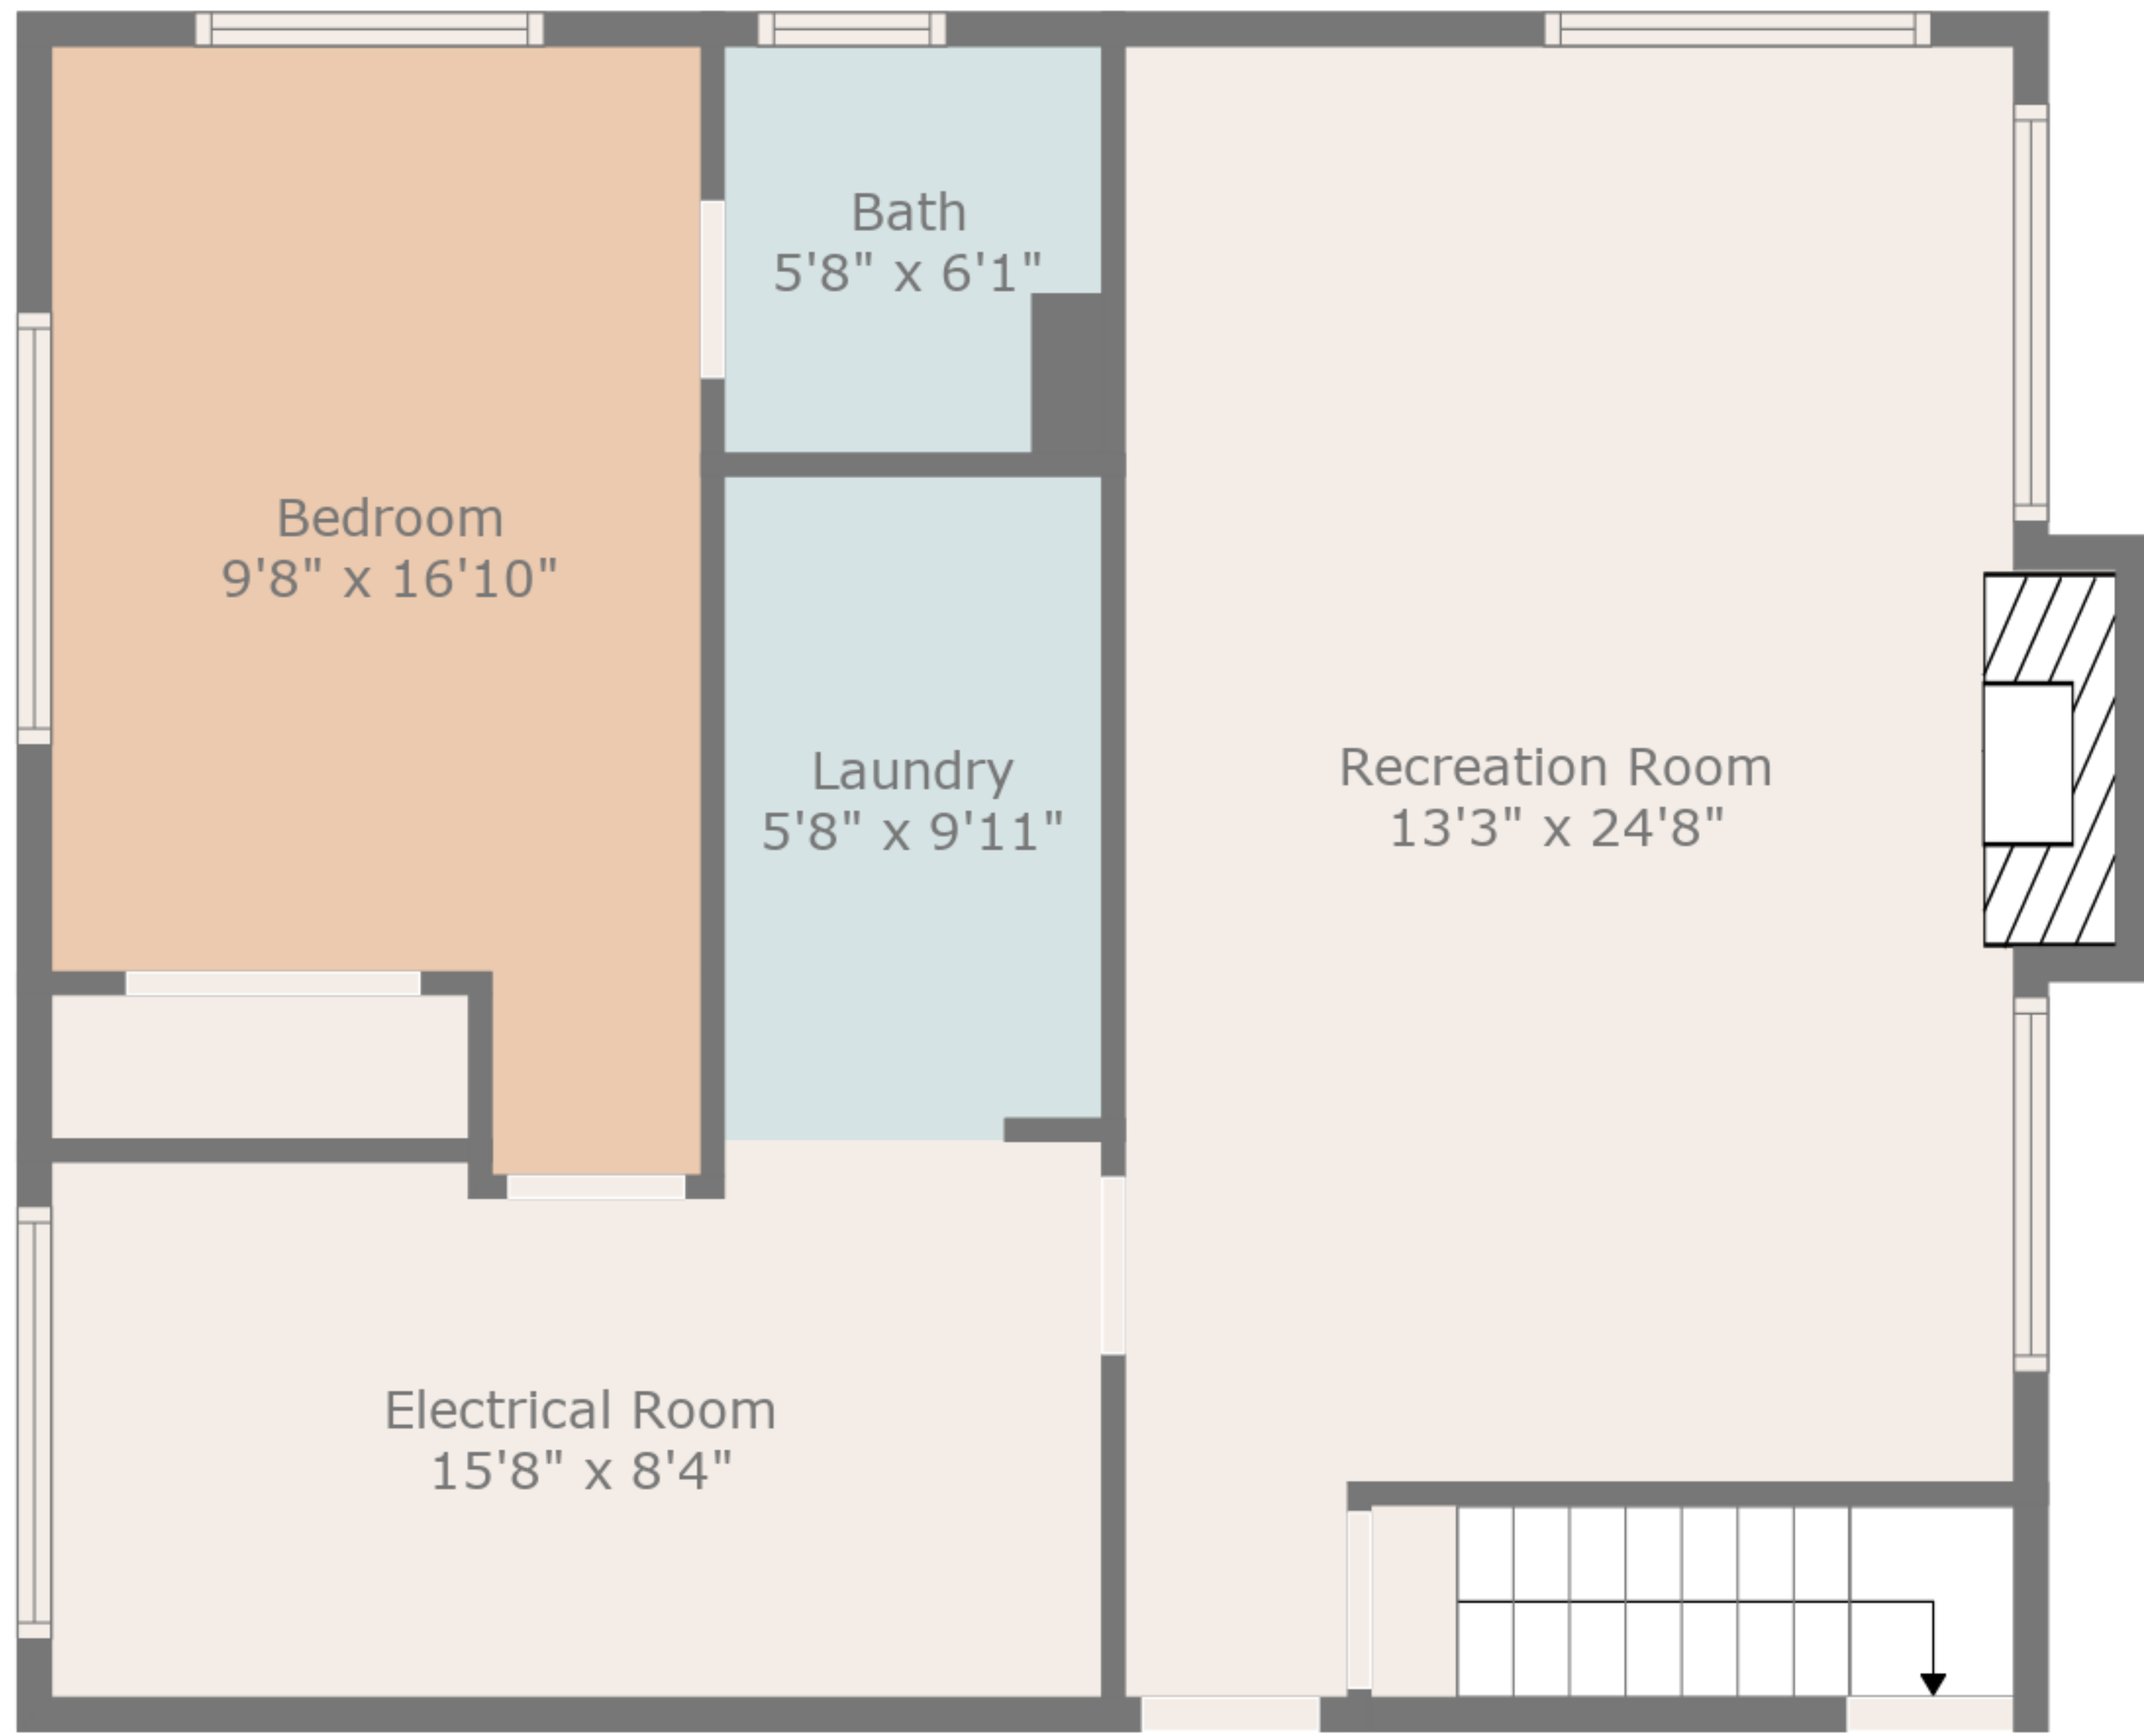 Bath
5'8" x 6'1"
Bedroom
9'8" x 16'10"
Laundry
5'8" x 9'11"
Recreation Room
13'3" x 24'8"
Electrical Room
15'8" x 8'4"